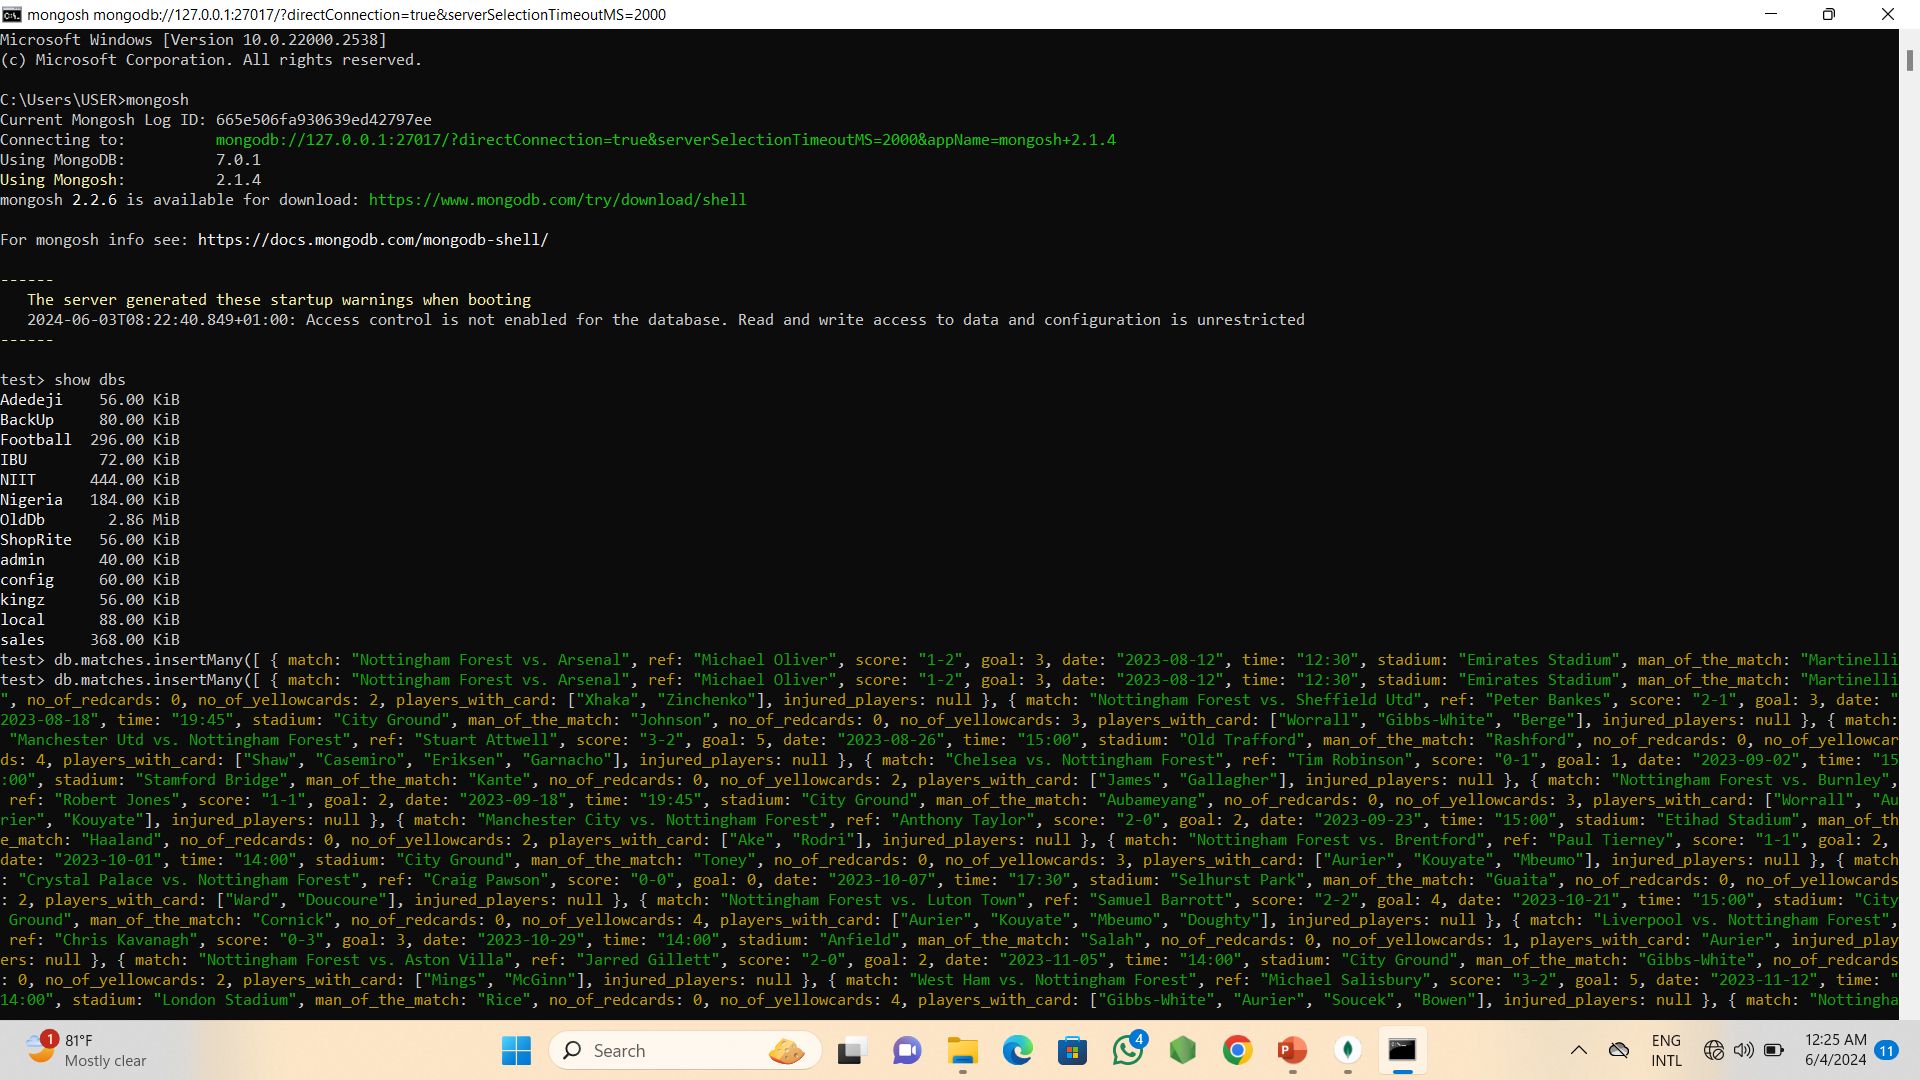 mongosh mongodb://127.0.0.1:27017/?directConnection=true&serverSelectionTimeoutMS=2000
Microsoft Windows [Version 10.0.22000.2538]
(c) Microsoft Corporation. All rights reserved.
C:\Users\USER>mongosh
Current Mongosh Log ID: 665e506fa930639ed42797ee
Connecting to: mongodb://127.0.0.1:27017/?directConnection=true&serverSelectionTimeoutMS=2000&appName=mongosh+2.1.4
Using MongoDB: 7.0.1
Using Mongosh: 2.1.4
mongosh 2.2.6 is available for download: https://www.mongodb.com/try/download/shell
For mongosh info see: https://docs.mongodb.com/mongodb-shell/
------
The server generated these startup warnings when booting
2024-06-03T08:22:40.849+01:00: Access control is not enabled for the database. Read and write access to data and configuration is unrestricted
------
test> show dbs
Adedeji 56.00 KiB
BackUp 80.00 KiB
Football 296.00 KiB
IBU 72.00 KiB
NIIT 444.00 KiB
Nigeria 184.00 KiB
OldDb 2.86 MiB
ShopRite 56.00 KiB
admin 40.00 KiB
config 60.00 KiB
kingz 56.00 KiB
local 88.00 KiB
sales 368.00 KiB
test> db.matches.insertMany([ { match: "Nottingham Forest vs. Arsenal", ref: "Michael Oliver", score: "1-2", goal: 3, date: "2023-08-12", time: "12:30", stadium: "Emirates Stadium", man_of_the_match: "Martinelli
test> db.matches.insertMany([ { match: "Nottingham Forest vs. Arsenal", ref: "Michael Oliver", score: "1-2", goal: 3, date: "2023-08-12", time: "12:30", stadium: "Emirates Stadium", man_of_the_match: "Martinelli
", no_of_redcards: 0, no_of_yellowcards: 2, players_with_card: ["Xhaka", "Zinchenko"], injured_players: null }, { match: "Nottingham Forest vs. Sheffield Utd", ref: "Peter Bankes", score: "2-1", goal: 3, date: "
2023-08-18", time: "19:45", stadium: "City Ground", man_of_the_match: "Johnson", no_of_redcards: 0, no_of_yellowcards: 3, players_with_card: ["Worrall", "Gibbs-White", "Berge"], injured_players: null }, { match:
"Manchester Utd vs. Nottingham Forest", ref: "Stuart Attwell", score: "3-2", goal: 5, date: "2023-08-26", time: "15:00", stadium: "Old Trafford", man_of_the_match: "Rashford", no_of_redcards: 0, no_of_yellowcar
ds: 4, players_with_card: ["Shaw", "Casemiro", "Eriksen", "Garnacho"], injured_players: null }, { match: "Chelsea vs. Nottingham Forest", ref: "Tim Robinson", score: "0-1", goal: 1, date: "2023-09-02", time: "15
:00", stadium: "Stamford Bridge", man_of_the_match: "Kante", no_of_redcards: 0, no_of_yellowcards: 2, players_with_card: ["James", "Gallagher"], injured_players: null }, { match: "Nottingham Forest vs. Burnley",
ref: "Robert Jones", score: "1-1", goal: 2, date: "2023-09-18", time: "19:45", stadium: "City Ground", man_of_the_match: "Aubameyang", no_of_redcards: 0, no_of_yellowcards: 3, players_with_card: ["Worrall", "Au
rier", "Kouyate"], injured_players: null }, { match: "Manchester City vs. Nottingham Forest", ref: "Anthony Taylor", score: "2-0", goal: 2, date: "2023-09-23", time: "15:00", stadium: "Etihad Stadium", man_of_th
e_match: "Haaland", no_of_redcards: 0, no_of_yellowcards: 2, players_with_card: ["Ake", "Rodri"], injured_players: null }, { match: "Nottingham Forest vs. Brentford", ref: "Paul Tierney", score: "1-1", goal: 2,
date: "2023-10-01", time: "14:00", stadium: "City Ground", man_of_the_match: "Toney", no_of_redcards: 0, no_of_yellowcards: 3, players_with_card: ["Aurier", "Kouyate", "Mbeumo"], injured_players: null }, { match
: "Crystal Palace vs. Nottingham Forest", ref: "Craig Pawson", score: "0-0", goal: 0, date: "2023-10-07", time: "17:30", stadium: "Selhurst Park", man_of_the_match: "Guaita", no_of_redcards: 0, no_of_yellowcards
: 2, players_with_card: ["Ward", "Doucoure"], injured_players: null }, { match: "Nottingham Forest vs. Luton Town", ref: "Samuel Barrott", score: "2-2", goal: 4, date: "2023-10-21", time: "15:00", stadium: "City
Ground", man_of_the_match: "Cornick", no_of_redcards: 0, no_of_yellowcards: 4, players_with_card: ["Aurier", "Kouyate", "Mbeumo", "Doughty"], injured_players: null }, { match: "Liverpool vs. Nottingham Forest",
ref: "Chris Kavanagh", score: "0-3", goal: 3, date: "2023-10-29", time: "14:00", stadium: "Anfield", man_of_the_match: "Salah", no_of_redcards: 0, no_of_yellowcards: 1, players_with_card: "Aurier", injured_play
ers: null }, { match: "Nottingham Forest vs. Aston Villa", ref: "Jarred Gillett", score: "2-0", goal: 2, date: "2023-11-05", time: "14:00", stadium: "City Ground", man_of_the_match: "Gibbs-White", no_of_redcards
: 0, no_of_yellowcards: 2, players_with_card: ["Mings", "McGinn"], injured_players: null }, { match: "West Ham vs. Nottingham Forest", ref: "Michael Salisbury", score: "3-2", goal: 5, date: "2023-11-12", time: "
14:00", stadium: "London Stadium", man_of_the_match: "Rice", no_of_redcards: 0, no_of_yellowcards: 4, players_with_card: ["Gibbs-White", "Aurier", "Soucek", "Bowen"], injured_players: null }, { match: "Nottingha
1
81°F
Mostly clear
Search
4
ENG
INTL
12:25 AM
6/4/2024
11